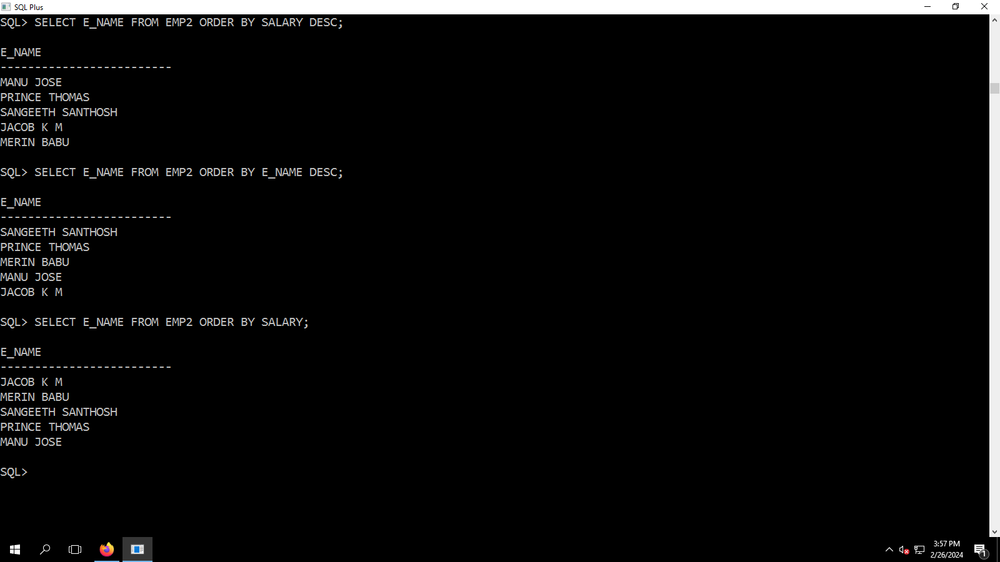 SQL Plus
SQL> SELECT E_NAME FROM EMP2 ORDER BY SALARY DESC;
E_NAME
-------------------------
MANU JOSE
PRINCE THOMAS
SANGEETH SANTHOSH
JACOB K M
MERIN BABU
SQL> SELECT E_NAME FROM EMP2 ORDER BY E_NAME DESC;
E_NAME
-------------------------
SANGEETH SANTHOSH
PRINCE THOMAS
MERIN BABU
MANU JOSE
JACOB K M
SQL> SELECT E_NAME FROM EMP2 ORDER BY SALARY;
E_NAME
-------------------------
JACOB K M
MERIN BABU
SANGEETH SANTHOSH
PRINCE THOMAS
MANU JOSE
SQL>
3:57 PM
2/26/2024
1